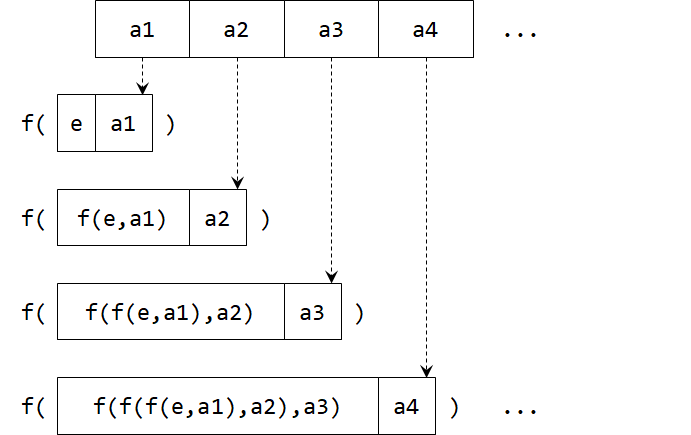 a1 a2 a3 a4 ...
f( e a1 )
f( f(e,a1) a2 )
f( f(f(e,a1),a2) a3 )
f( f(f(f(e,a1),a2),a3) a4 ) ...